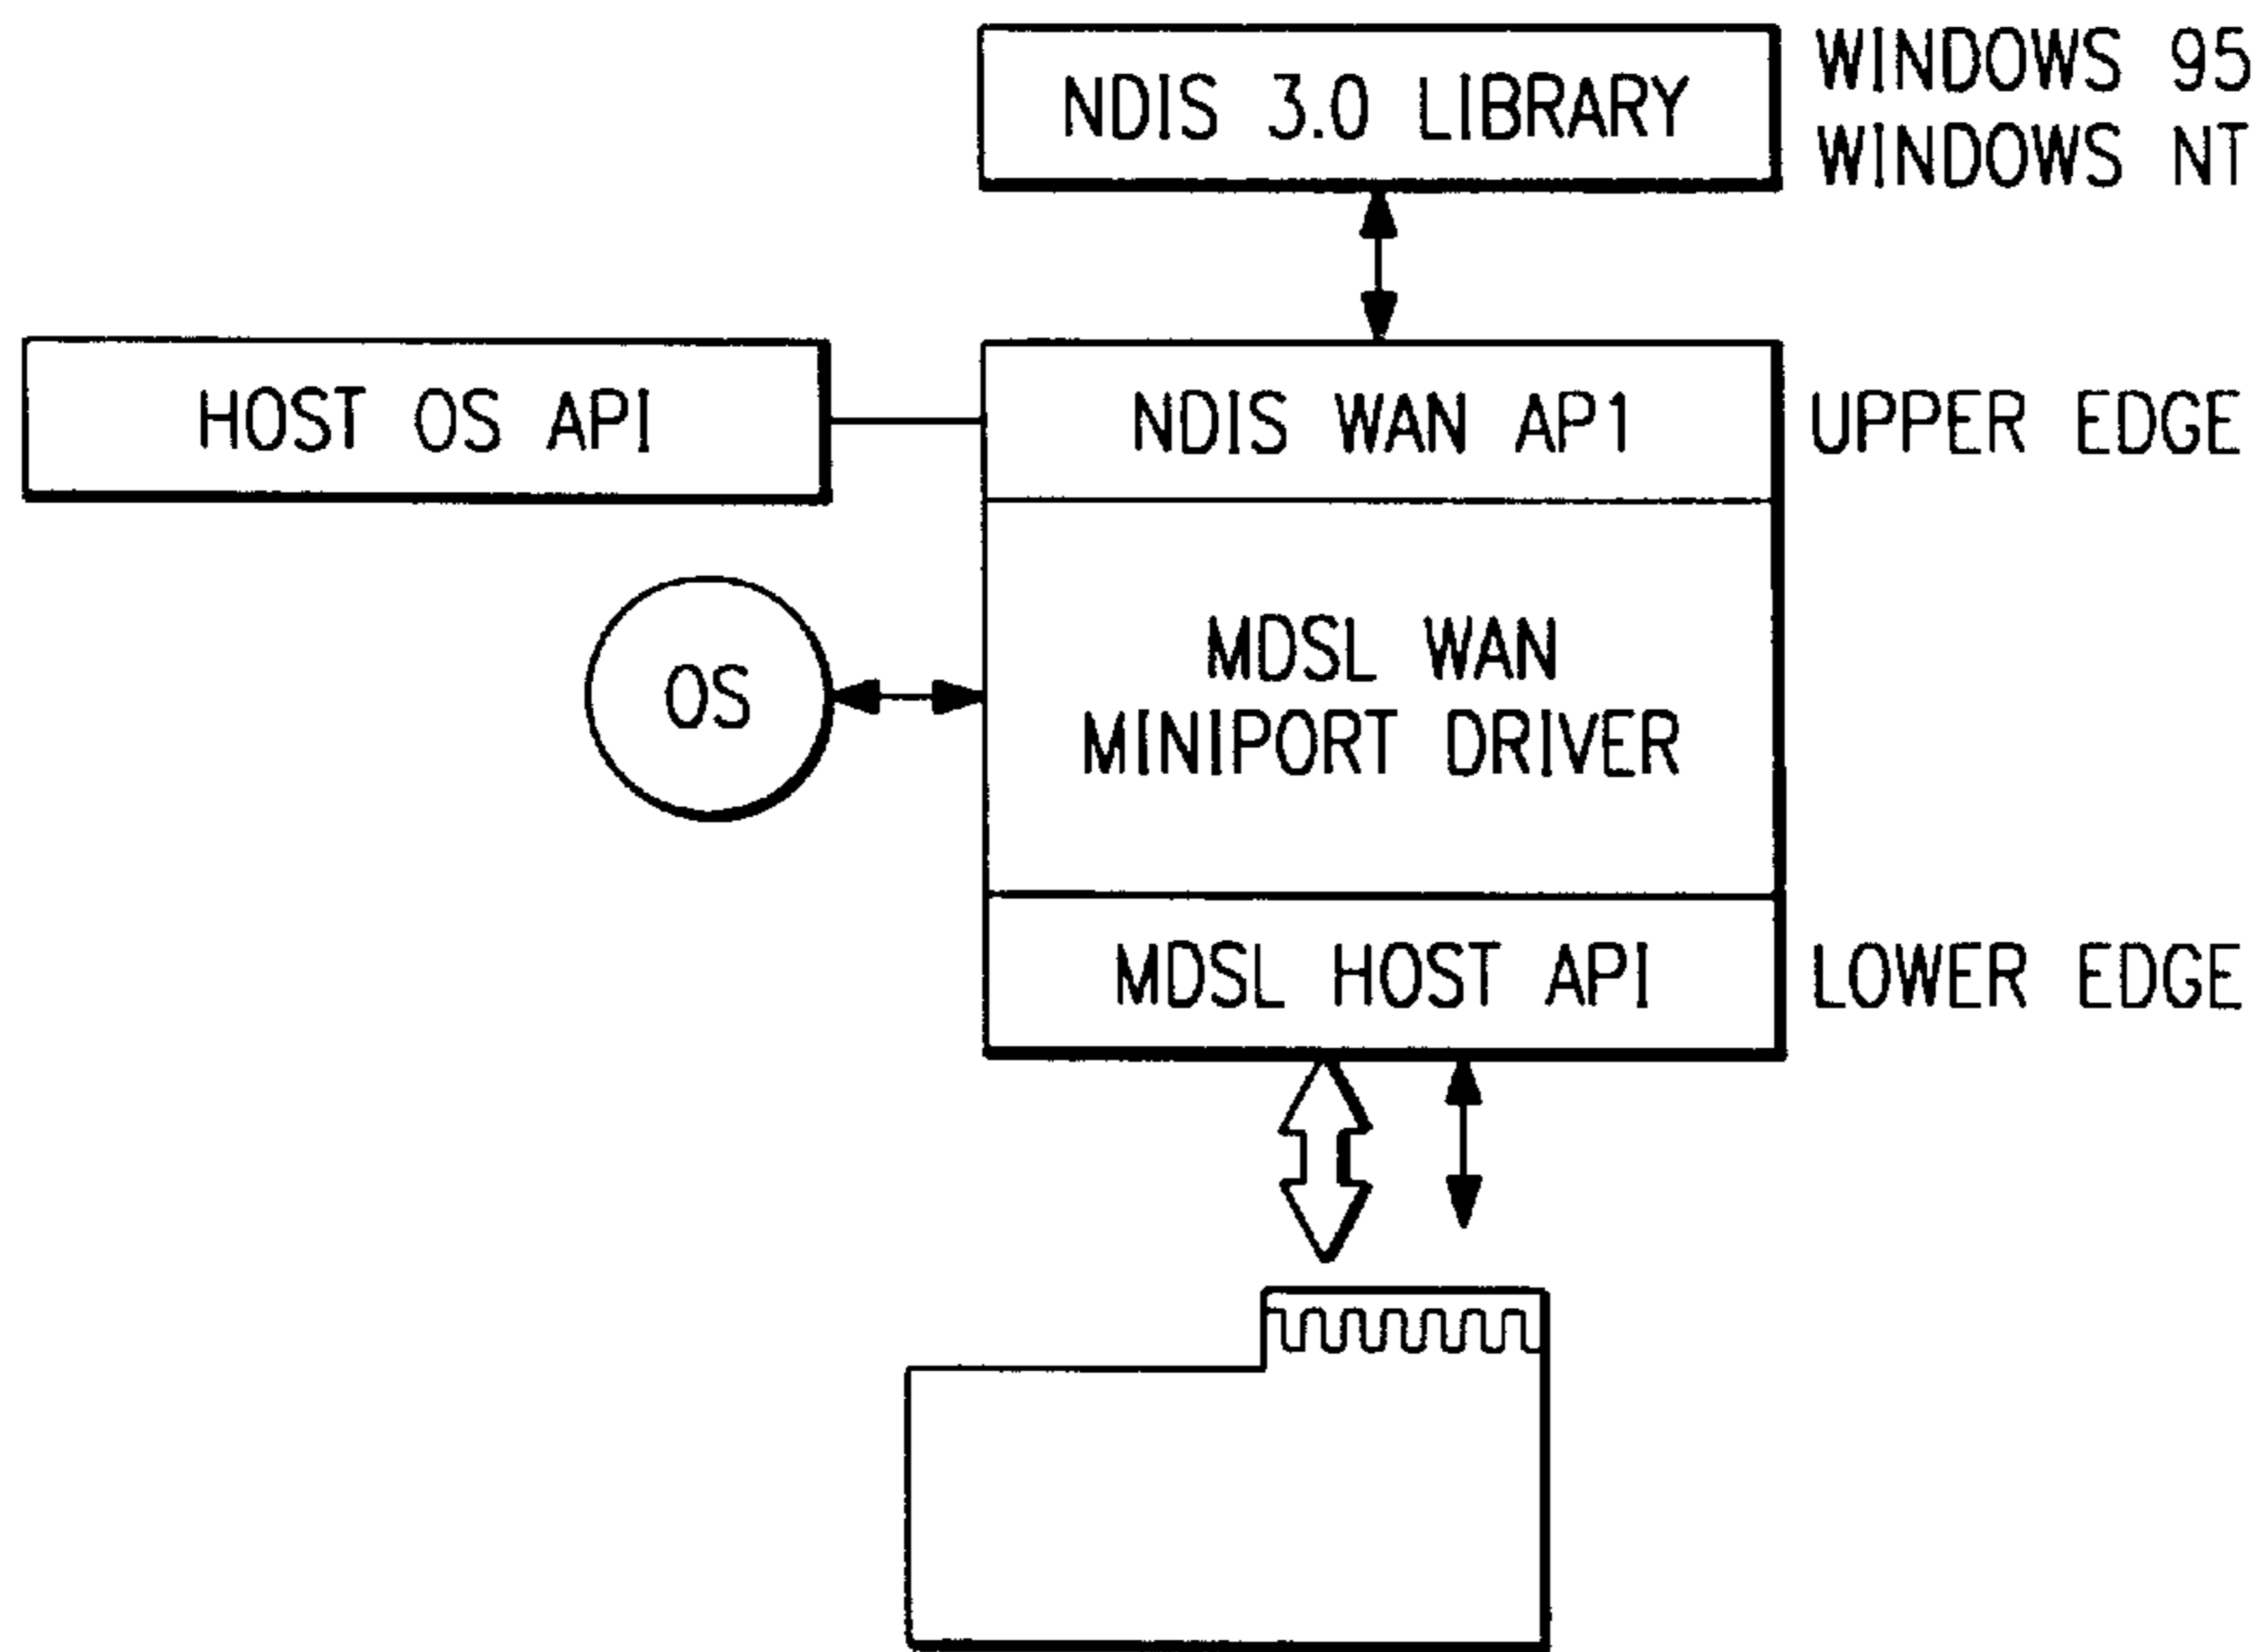 NDIS 3.0 LIBRARY
WINDOWS 95
WINDOWS NT
HOST OS API
NDIS WAN AP1
UPPER EDGE
OS
MDSL WAN
MINIPORT DRIVER
MDSL HOST API
LOWER EDGE